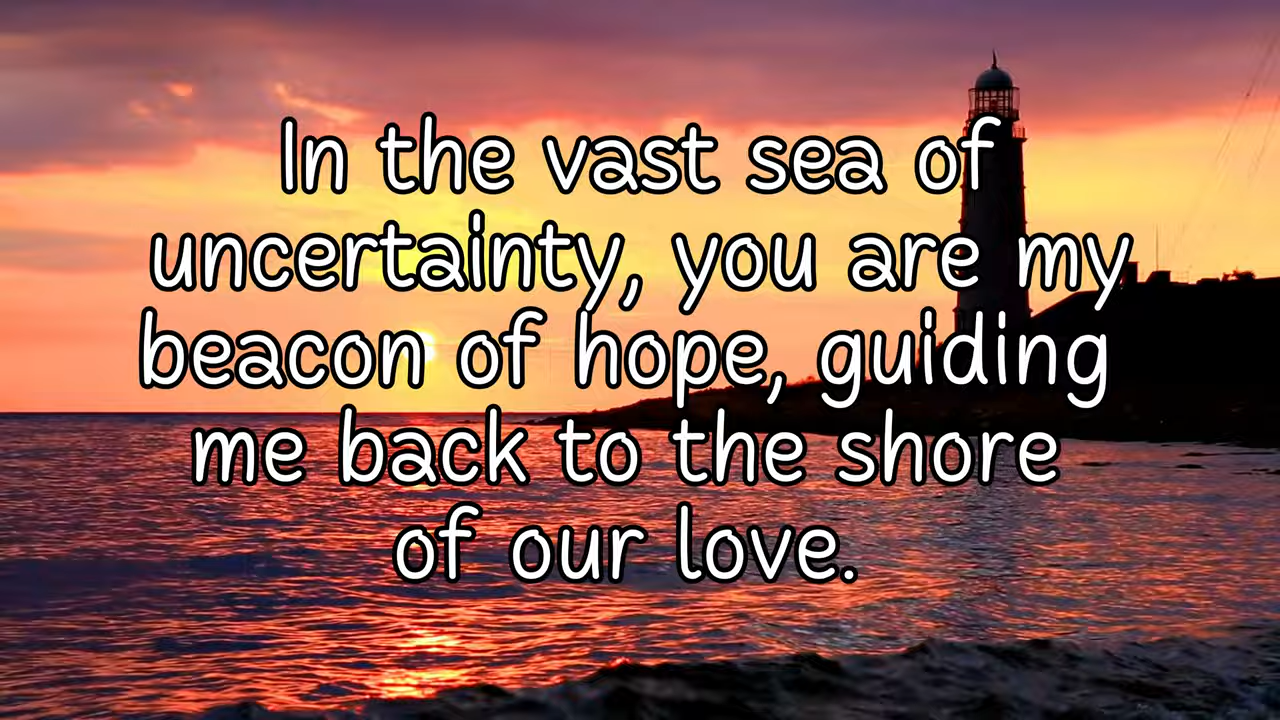 In the vast sea of
uncertainty, you are my
beacon of hope, guiding
me back to the shore
of our love.